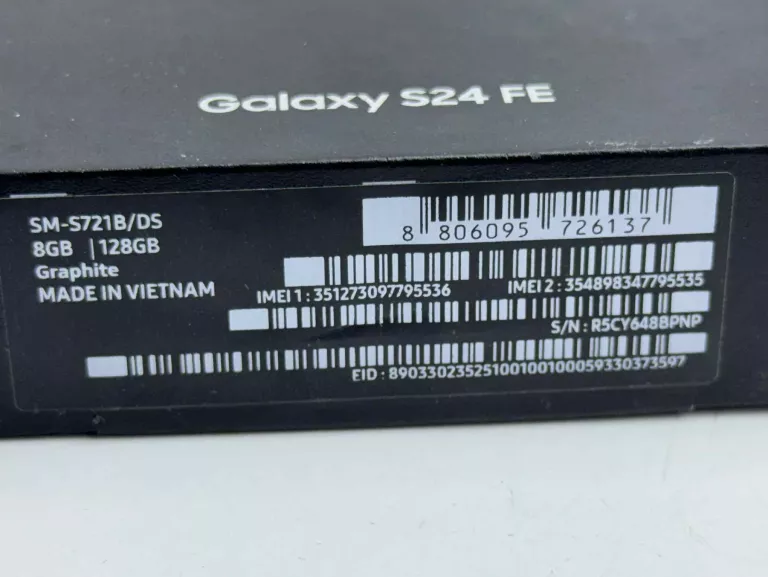 Galaxy S24 FE
SM-S721B/DS
8GB | 128GB
Graphite
MADE IN VIETNAM
8 806095 726137
IMEI 1 : 351273097795536
IMEI 2 : 354898347795535
S/N : R5CY648BPNP
EID : 89033023525100100100059330373597